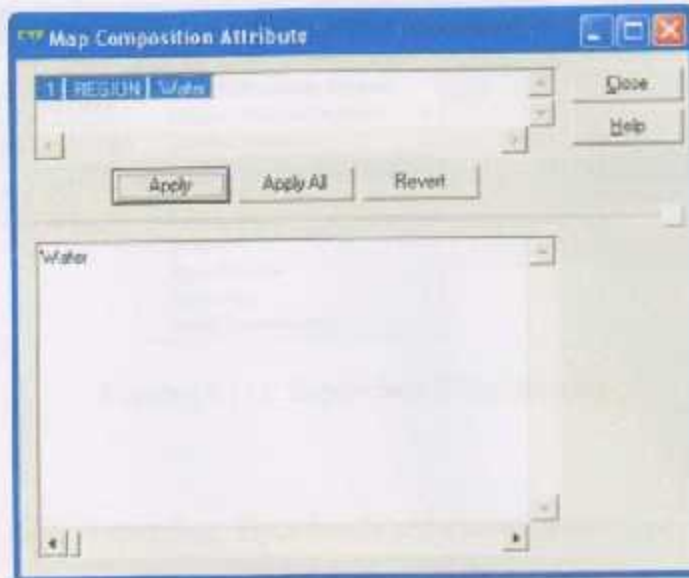 Map Composition Attribute
1 REGION Water
Close
Help
Apply Apply All Revert
Water